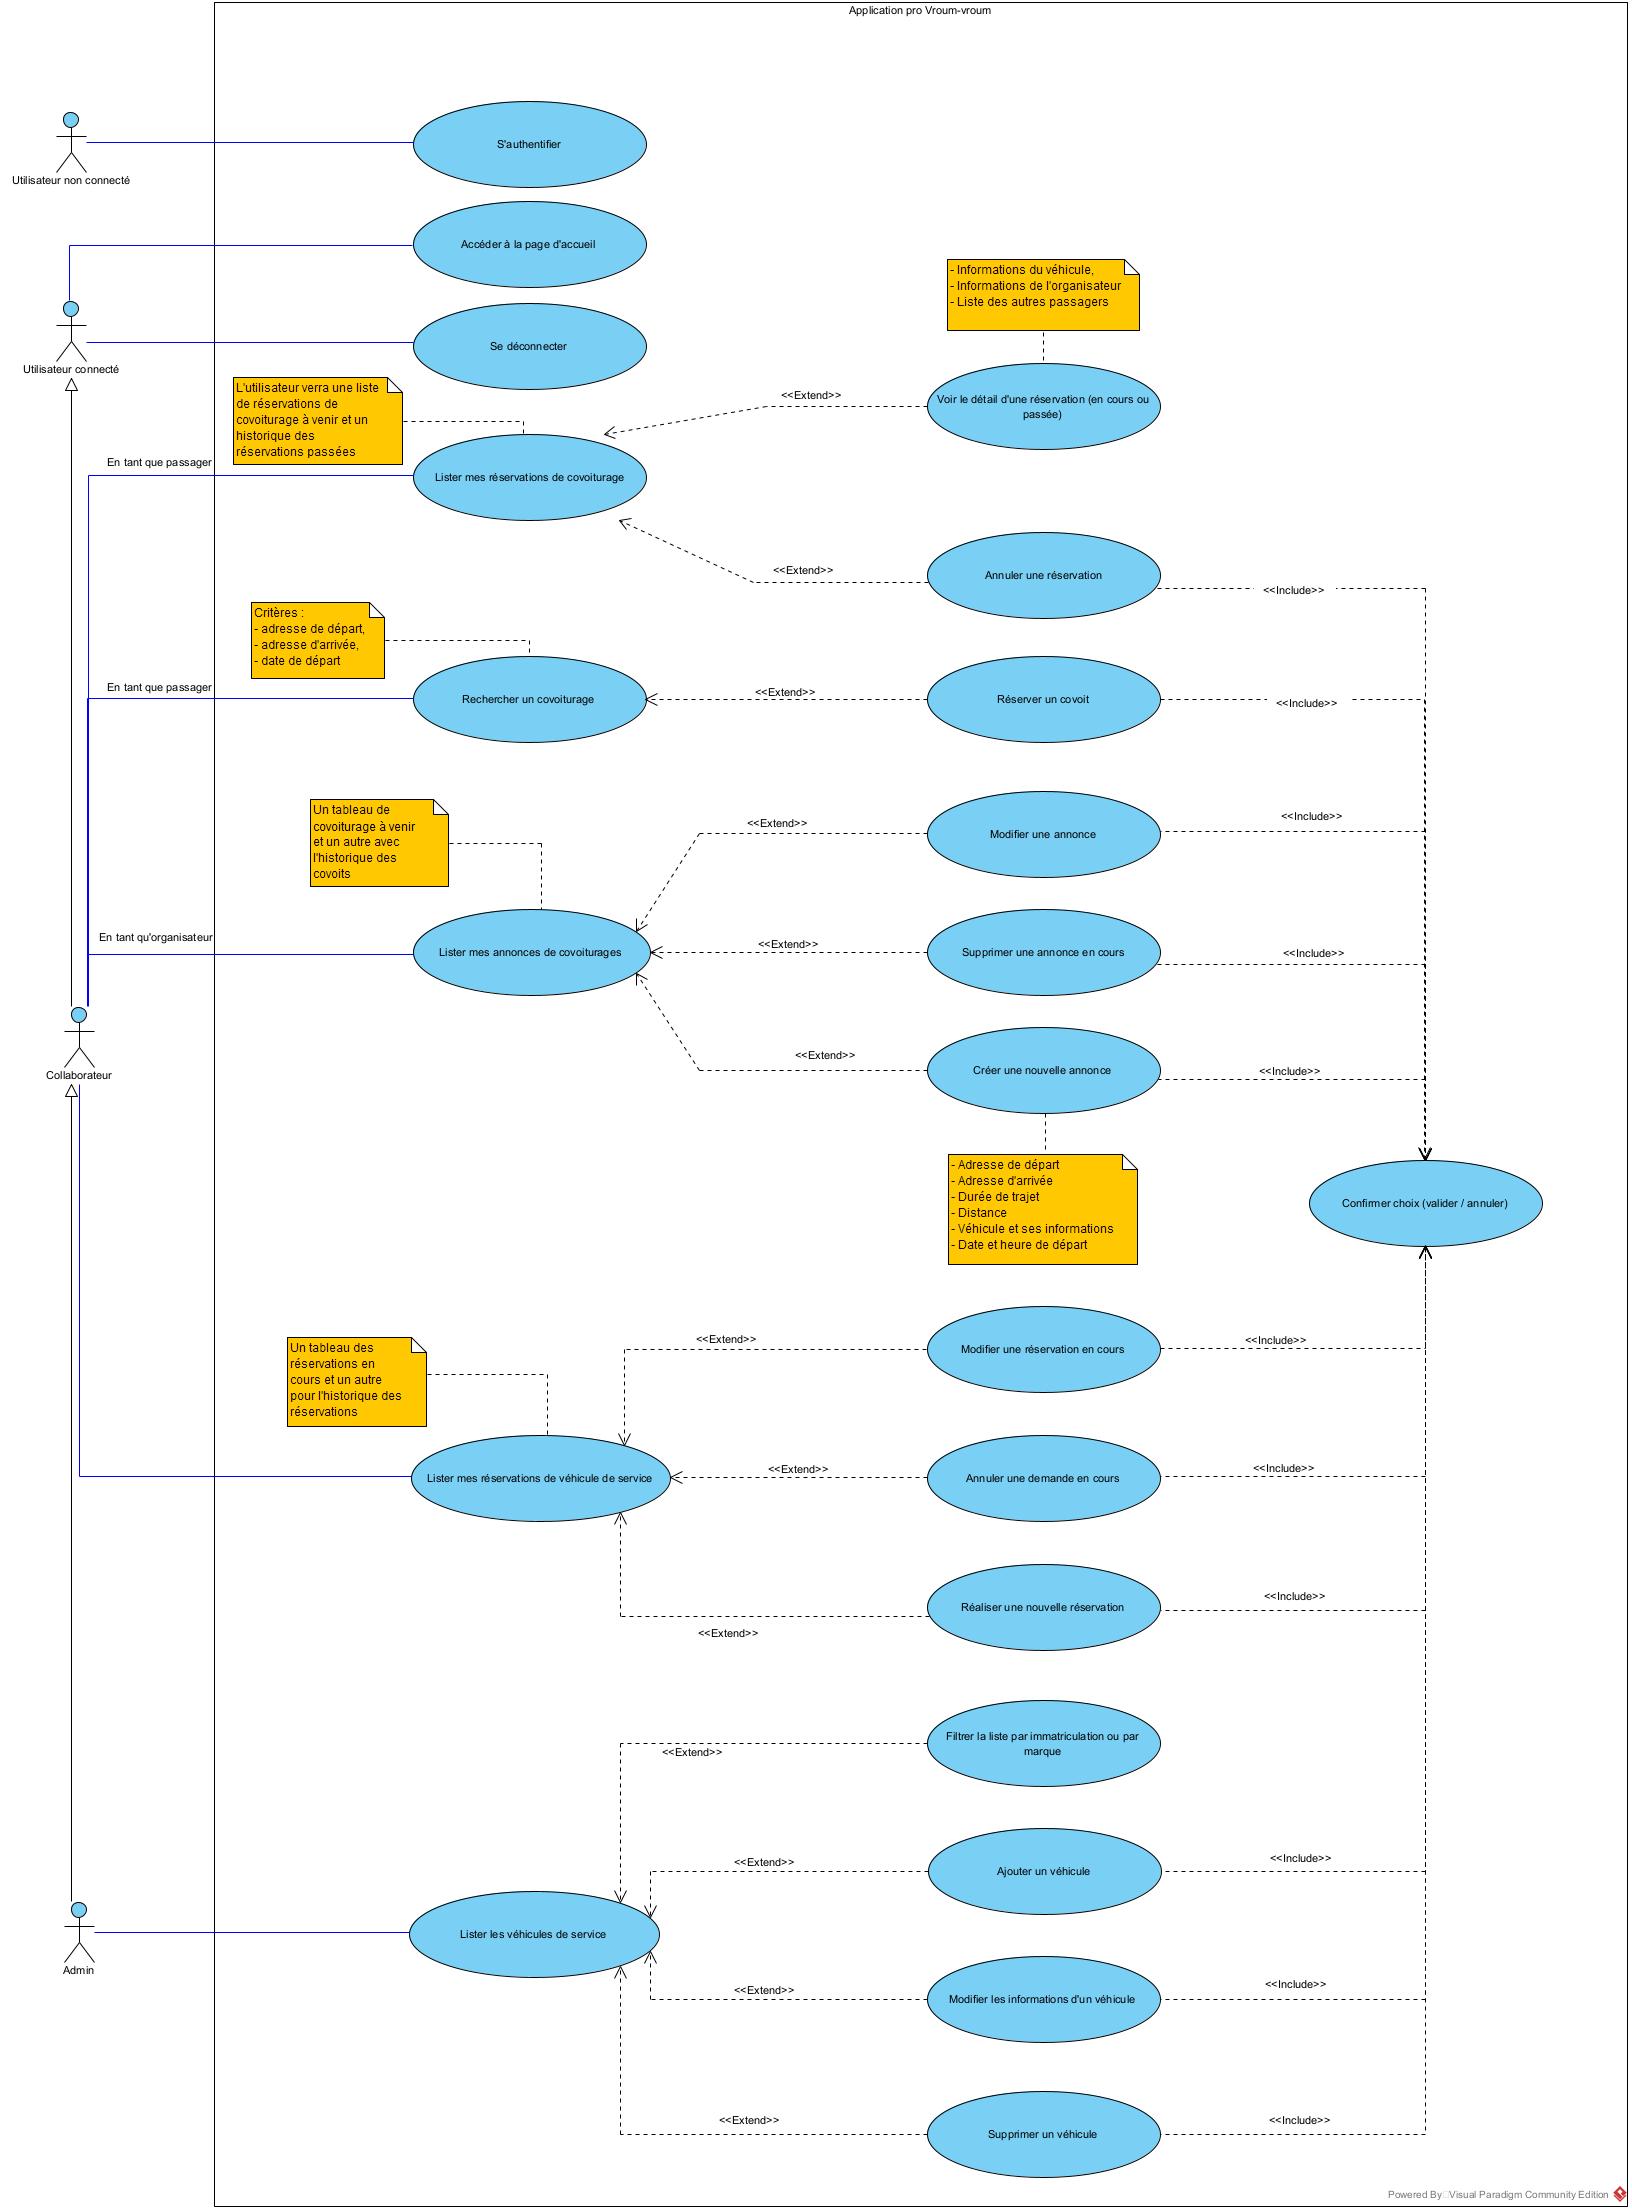 Application pro Vroum-vroum
S'authentifier
Utilisateur non connecté
Accéder à la page d'accueil
- Informations du véhicule,
- Informations de l'organisateur
- Liste des autres passagers
Se déconnecter
Utilisateur connecté
L'utilisateur verra une liste
de réservations de
covoiturage à venir et un
historique des
réservations passées
<<Extend>>
Voir le détail d'une réservation (en cours ou
passée)
En tant que passager
Lister mes réservations de covoiturage
<<Extend>>
Annuler une réservation
<<Include>>
Critères :
- adresse de départ,
- adresse d'arrivée,
- date de départ
En tant que passager
Rechercher un covoiturage
<<Extend>>
Réserver un covoit
<<Include>>
Un tableau de
covoiturage à venir
et un autre avec
l'historique des
covoits
<<Extend>>
Modifier une annonce
<<Include>>
En tant qu'organisateur
Lister mes annonces de covoiturages
<<Extend>>
Supprimer une annonce en cours
<<Include>>
<<Extend>>
Créer une nouvelle annonce
<<Include>>
Collaborateur
- Adresse de départ
- Adresse d'arrivée
- Durée de trajet
- Distance
- Véhicule et ses informations
- Date et heure de départ
Confirmer choix (valider / annuler)
Un tableau des
réservations en
cours et un autre
pour l'historique des
réservations
<<Extend>>
Modifier une réservation en cours
<<Include>>
Lister mes réservations de véhicule de service
<<Extend>>
Annuler une demande en cours
<<Include>>
<<Extend>>
Réaliser une nouvelle réservation
<<Include>>
<<Extend>>
Filtrer la liste par immatriculation ou par
marque
<<Extend>>
Ajouter un véhicule
<<Include>>
Lister les véhicules de service
Admin
<<Extend>>
Modifier les informations d'un véhicule
<<Include>>
<<Extend>>
Supprimer un véhicule
<<Include>>
Powered By Visual Paradigm Community Edition